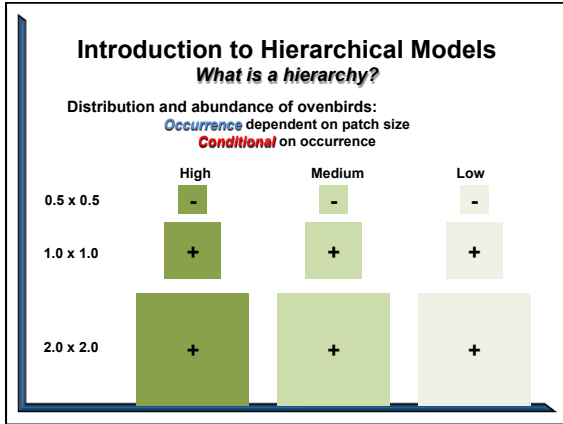 Introduction to Hierarchical Models
What is a hierarchy?
Distribution and abundance of ovenbirds:
Occurrence dependent on patch size
Conditional on occurrence
High Medium Low
0.5 x 0.5 - - -
1.0 x 1.0 + + +
2.0 x 2.0 + + +